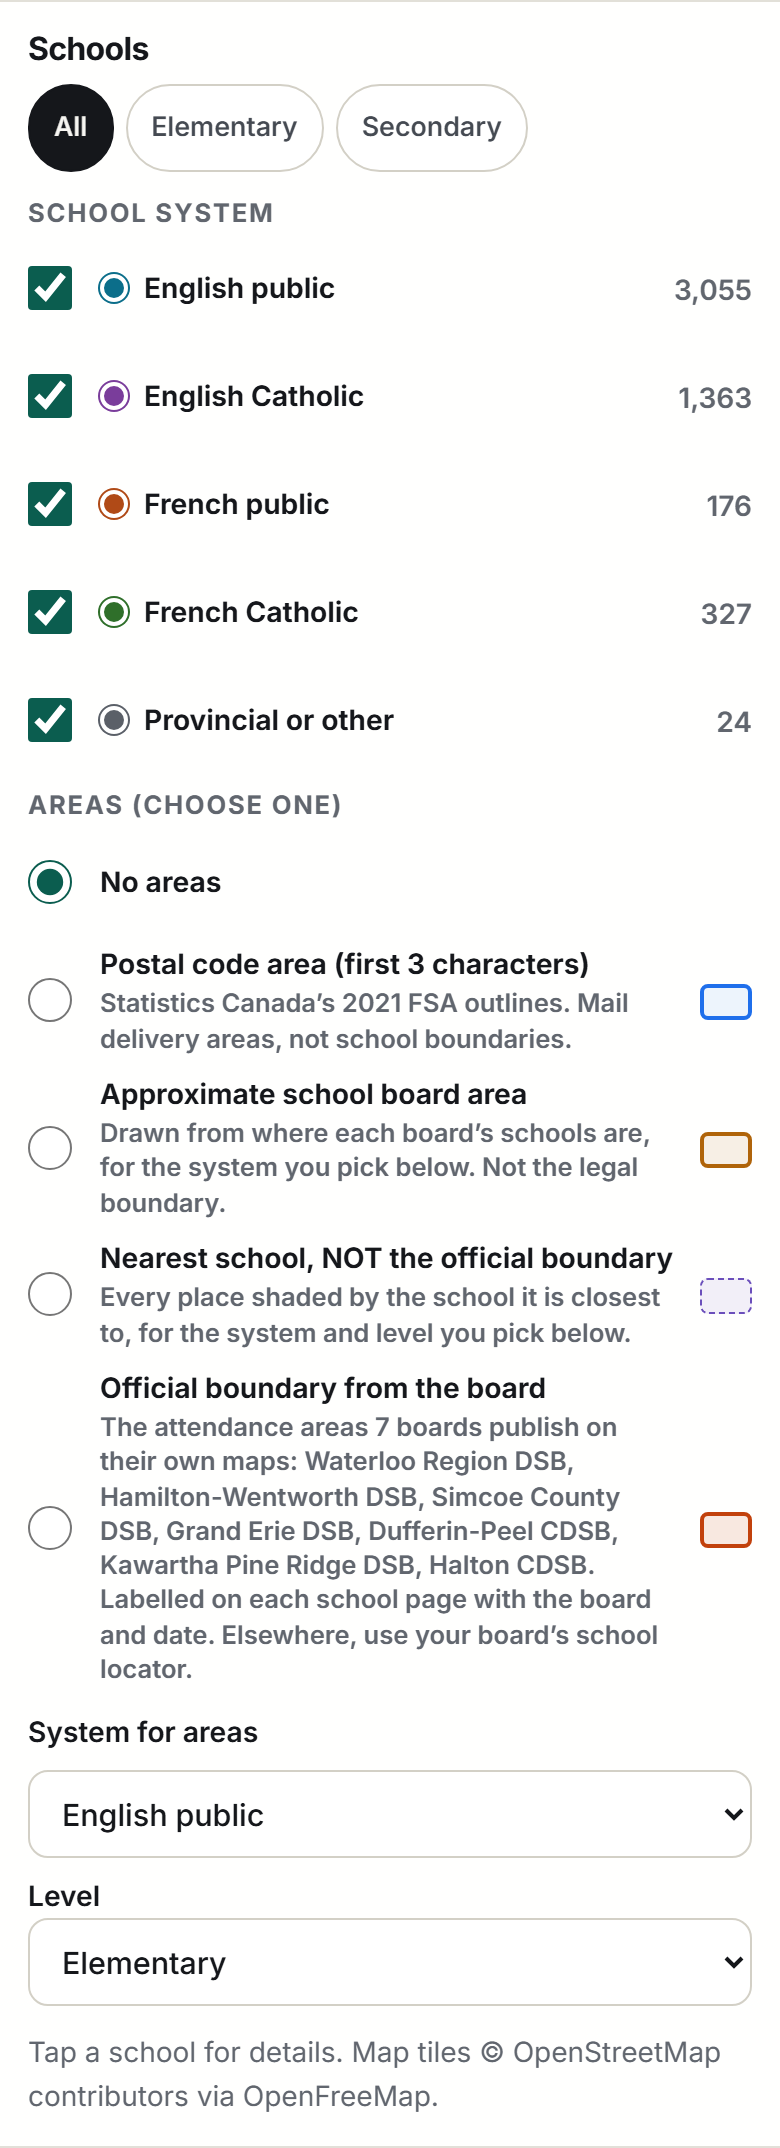 Schools
All
Elementary
Secondary
SCHOOL SYSTEM
English public
3,055
English Catholic
1,363
French public
176
French Catholic
327
Provincial or other
24
AREAS (CHOOSE ONE)
No areas
Postal code area (first 3 characters)
Statistics Canada’s 2021 FSA outlines. Mail
delivery areas, not school boundaries.
Approximate school board area
Drawn from where each board’s schools are,
for the system you pick below. Not the legal
boundary.
Nearest school, NOT the official boundary
Every place shaded by the school it is closest
to, for the system and level you pick below.
Official boundary from the board
The attendance areas 7 boards publish on
their own maps: Waterloo Region DSB,
Hamilton-Wentworth DSB, Simcoe County
DSB, Grand Erie DSB, Dufferin-Peel CDSB,
Kawartha Pine Ridge DSB, Halton CDSB.
Labelled on each school page with the board
and date. Elsewhere, use your board’s school
locator.
System for areas
English public
Level
Elementary
Tap a school for details. Map tiles © OpenStreetMap
contributors via OpenFreeMap.